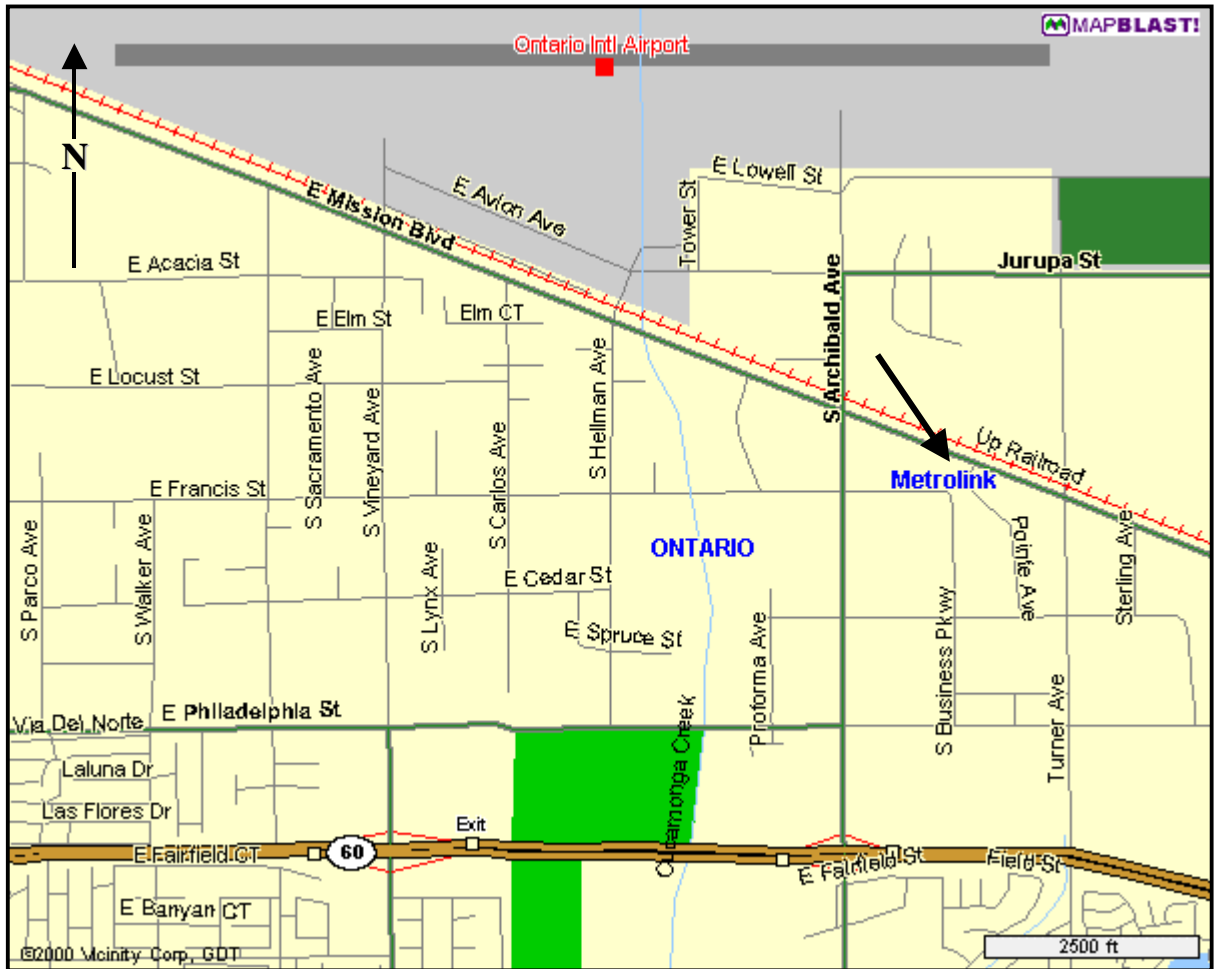 MAPBLAST!
Ontario Intl Airport
N
E Lowell St
E Avion Ave
Tower St
E Mission Blvd
Jurupa St
E Acacia St
S Archibald Ave
E Elm St
Elm CT
E Locust St
S Sacramento Ave
S Vineyard Ave
S Hellman Ave
S Carlos Ave
Up Railroad
Metrolink
E Francis St
ONTARIO
Pointe Ave
Sterling Ave
S Parco Ave
S Walker Ave
S Lynx Ave
E Cedar St
E Spruce St
Proforma Ave
S Business Pkwy
Turner Ave
Via Del Norte
E Philadelphia St
Cucamonga Creek
Laluna Dr
Las Flores Dr
Exit
E Fairfield CT
60
E Fairfield St
Field St
E Banyan CT
©2000 Vicinity Corp, GDT
2500 ft